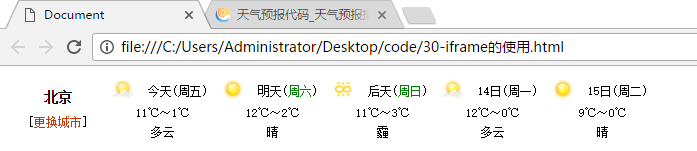 Document
天气预报代码_天气预报
file:///C:/Users/Administrator/Desktop/code/30-iframe的使用.html
北京
[更换城市]
今天(周五) 明天(周六) 后天(周日) 14日(周一) 15日(周二)
11℃~1℃ 12℃~2℃ 11℃~3℃ 12℃~0℃ 9℃~0℃
多云 晴 霾 多云 晴